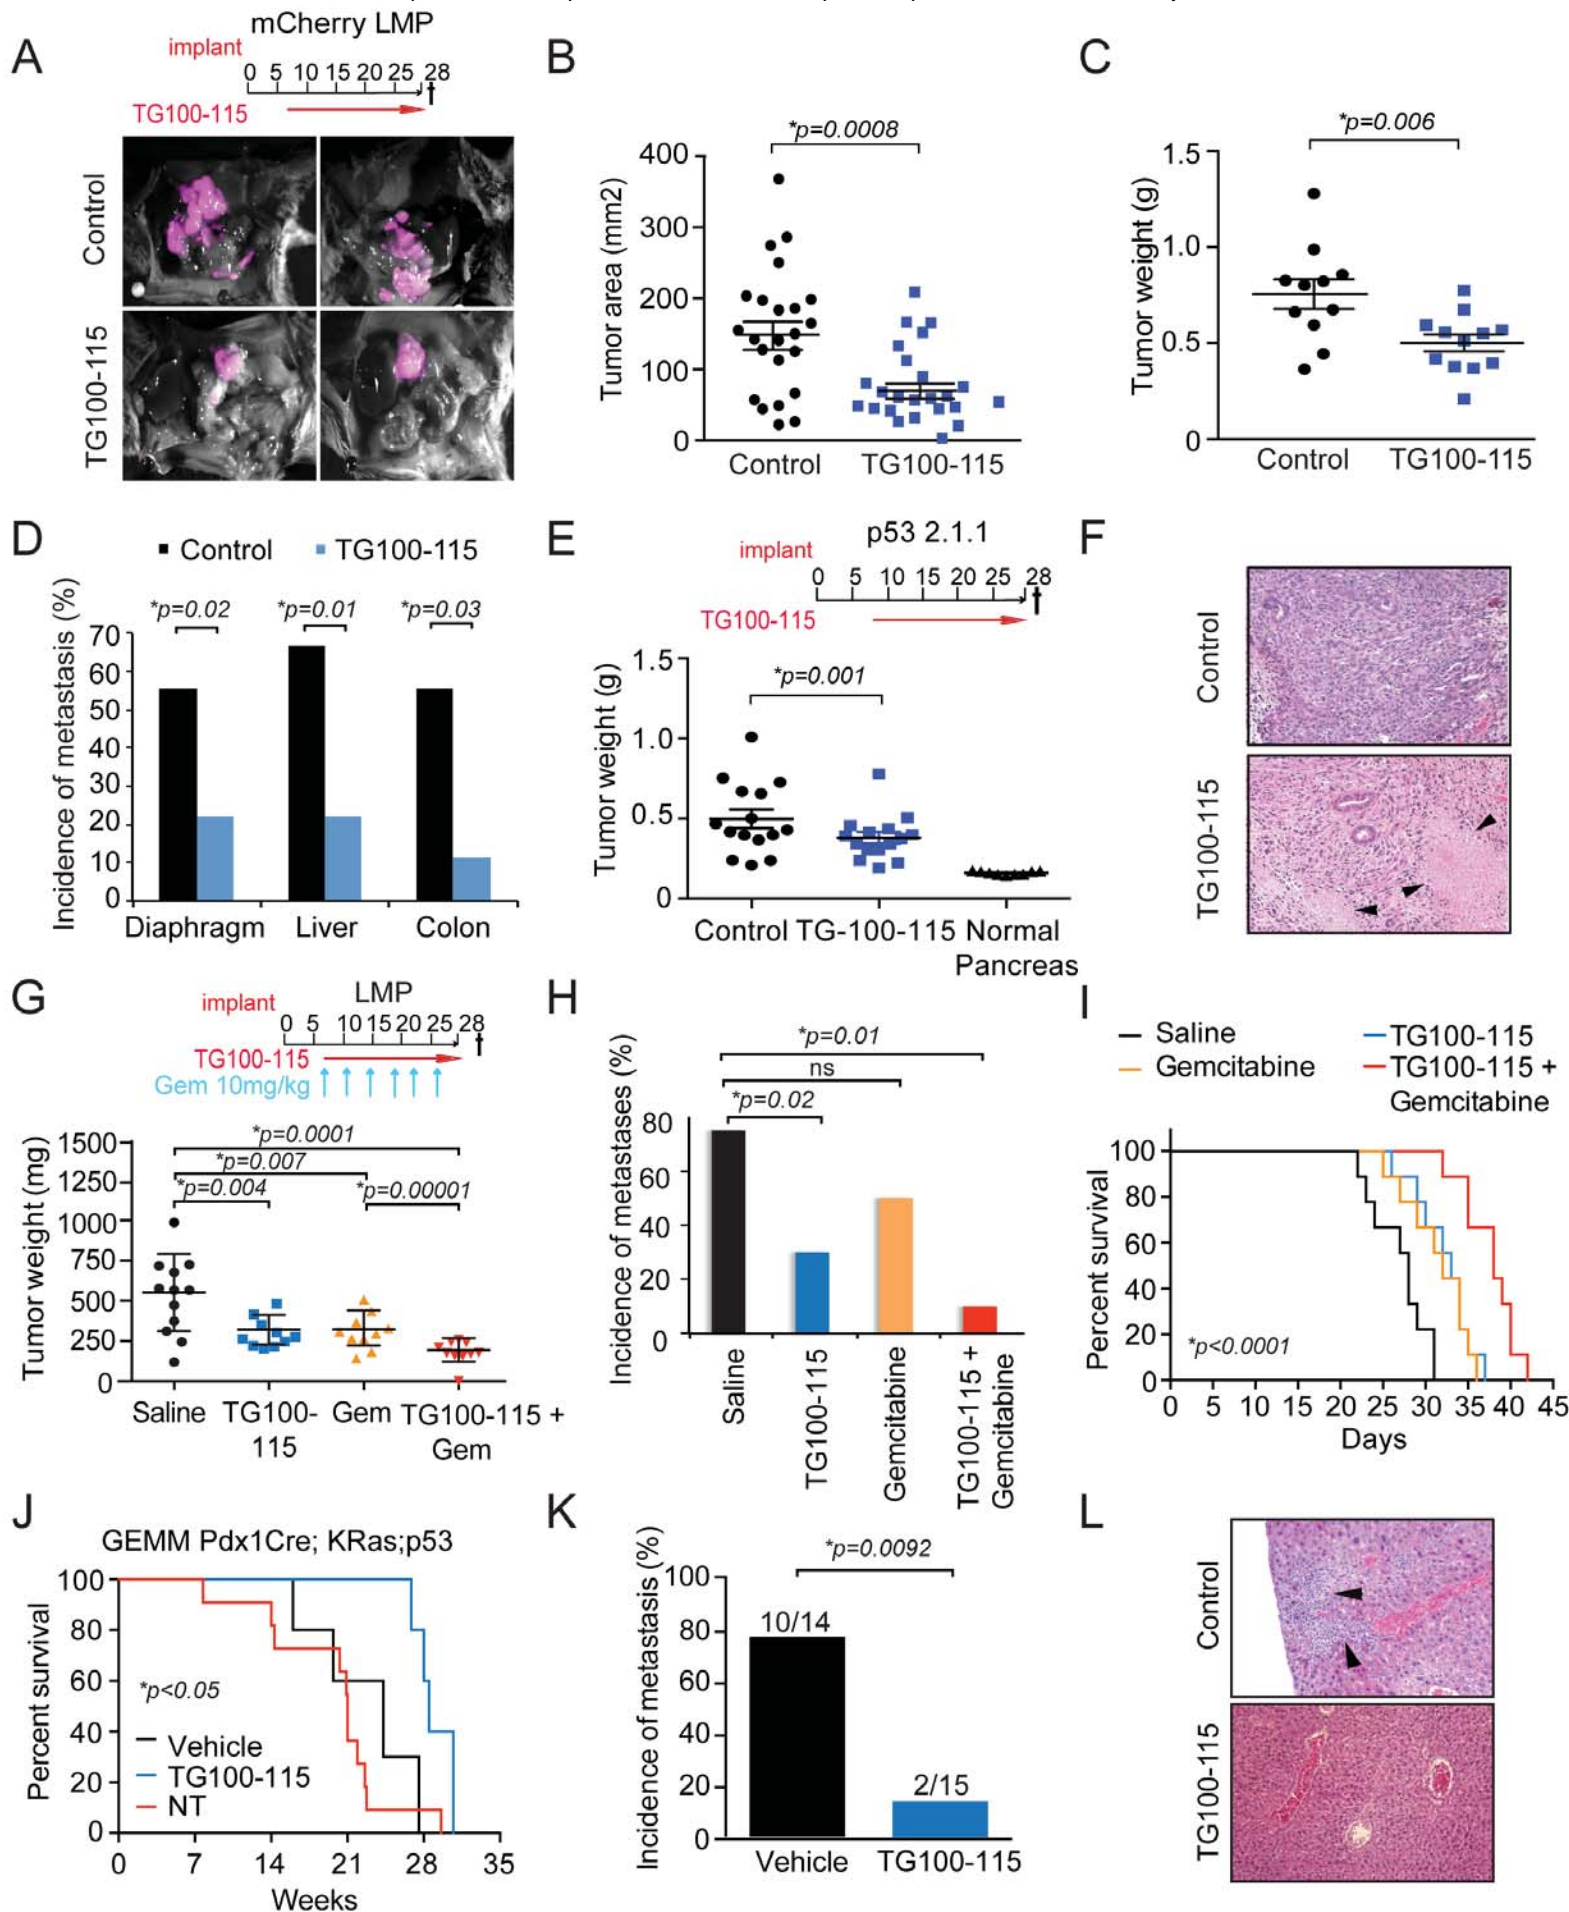 A
mCherry LMP
implant
0 5 10 15 20 25 28
TG100-115
Control
TG100-115
B
*p=0.0008
Tumor area (mm2)
400
300
200
100
0
Control TG100-115
C
*p=0.006
Tumor weight (g)
1.5
1.0
0.5
0
Control TG100-115
D
Control TG100-115
*p=0.02 *p=0.01 *p=0.03
Incidence of metastasis (%)
70
60
50
40
30
20
10
0
Diaphragm Liver Colon
E
p53 2.1.1
implant
0 5 10 15 20 25 28
TG100-115
*p=0.001
Tumor weight (g)
1.5
1.0
0.5
0
Control TG-100-115 Normal
Pancreas
F
Control
TG100-115
G
LMP
implant
0 5 10 15 20 25 28
TG100-115
Gem 10mg/kg
*p=0.0001
*p=0.007
*p=0.004 *p=0.00001
Tumor weight (mg)
1500
1250
1000
750
500
250
0
Saline TG100-
115 Gem TG100-115 +
Gem
H
*p=0.01
ns
*p=0.02
Incidence of metastases (%)
80
60
40
20
0
Saline
TG100-115
Gemcitabine
TG100-115 +
Gemcitabine
I
Saline TG100-115
Gemcitabine TG100-115 +
Gemcitabine
Percent survival
100
80
60
40
20
0
*p<0.0001
0 5 10 15 20 25 30 35 40 45
Days
J
GEMM Pdx1Cre; KRas;p53
Percent survival
100
80
60
40
20
0
*p<0.05
Vehicle
TG100-115
NT
0 7 14 21 28 35
Weeks
K
*p=0.0092
Incidence of metastasis (%)
100
80
60
40
20
0
10/14
2/15
Vehicle TG100-115
L
Control
TG100-115